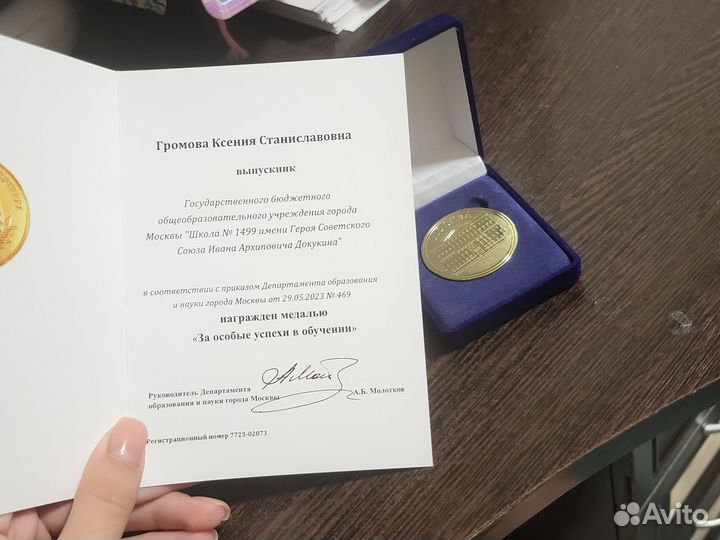 Громова Ксения Станиславовна
выпускник
Государственного бюджетного
общеобразовательного учреждения города
Москвы "Школа № 1499 имени Героя Советского
Союза Ивана Архиповича Докукина"
в соответствии с приказом Департамента образования
и науки города Москвы от 29.05.2023 № 469
награжден медалью
«За особые успехи в обучении»
Руководитель Департамента
образования и науки города Москвы А.Б. Молотков
Регистрационный номер 7723-02073
МОСКВА
Avito